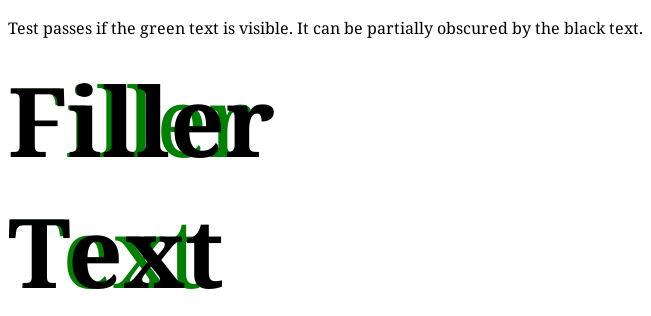 Test passes if the green text is visible. It can be partially obscured by the black text.
Filler
Text